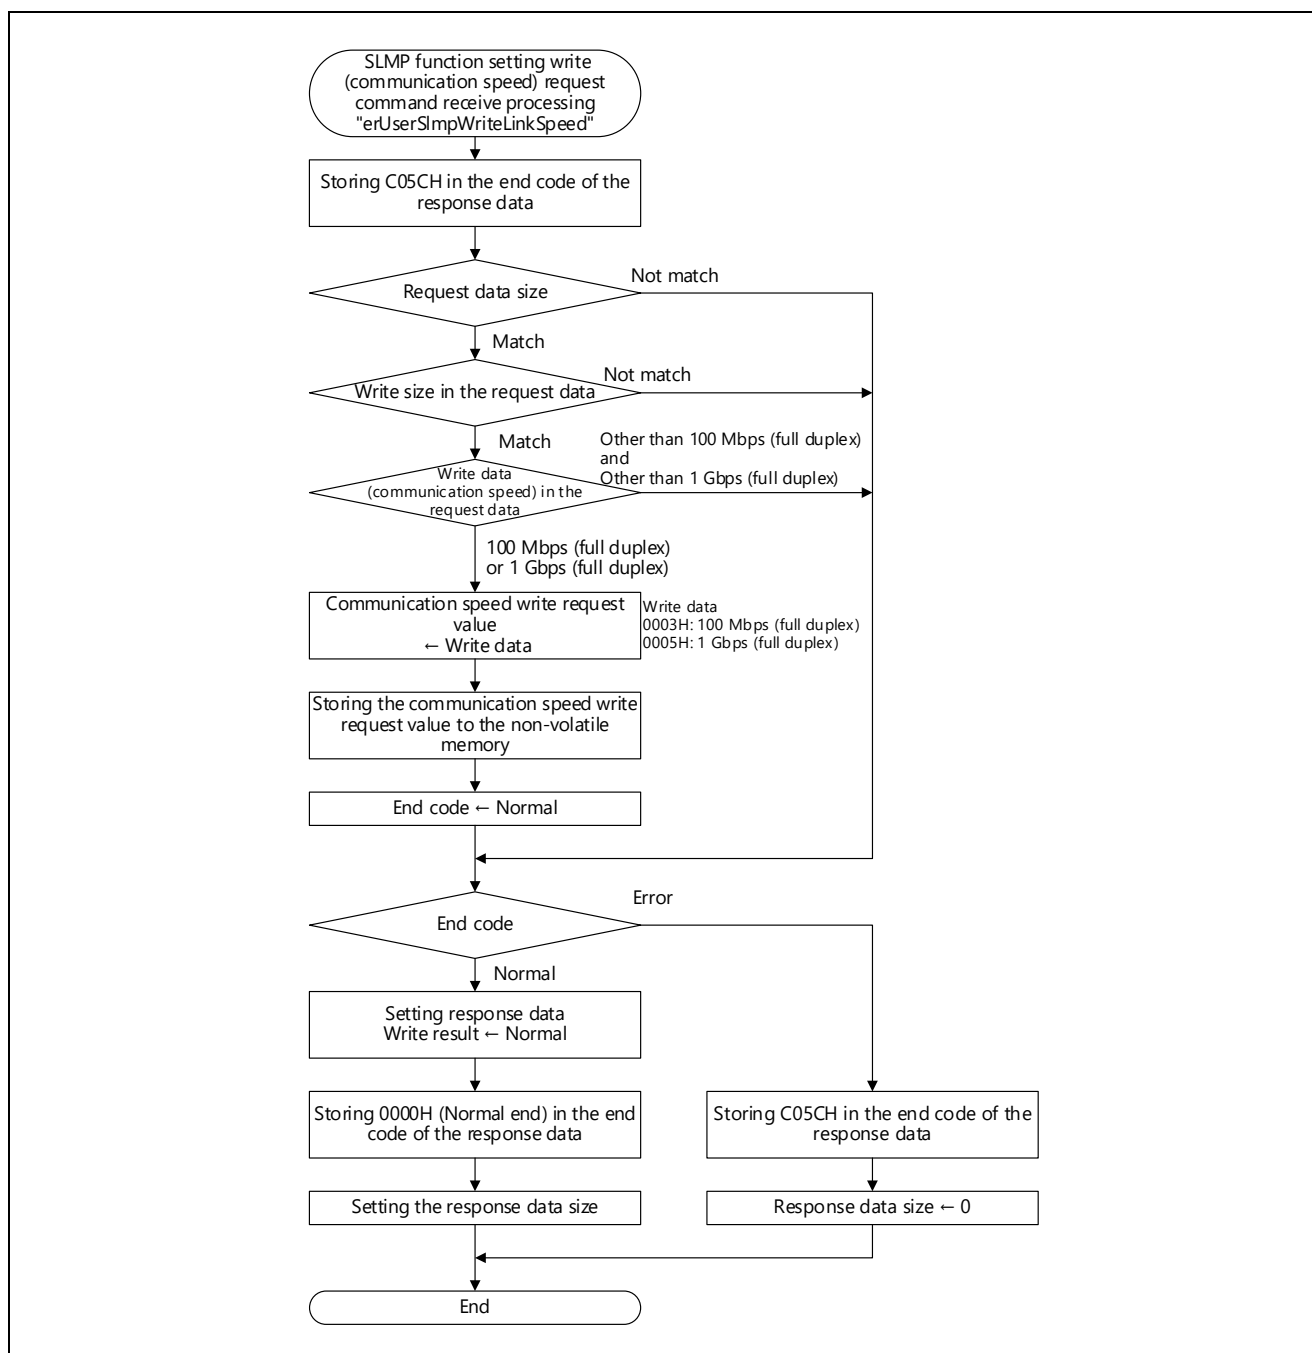 SLMP function setting write
(communication speed) request
command receive processing
"erUserSlmpWriteLinkSpeed"
Storing C05CH in the end code of the
response data
Request data size
Not match
Match
Write size in the request data
Not match
Match
Other than 100 Mbps (full duplex)
and
Other than 1 Gbps (full duplex)
Write data
(communication speed) in the
request data
100 Mbps (full duplex)
or 1 Gbps (full duplex)
Communication speed write request
value
← Write data
Write data
0003H: 100 Mbps (full duplex)
0005H: 1 Gbps (full duplex)
Storing the communication speed write
request value to the non-volatile
memory
End code ← Normal
End code
Error
Normal
Setting response data
Write result ← Normal
Storing 0000H (Normal end) in the end
code of the response data
Storing C05CH in the end code of the
response data
Setting the response data size
Response data size ← 0
End